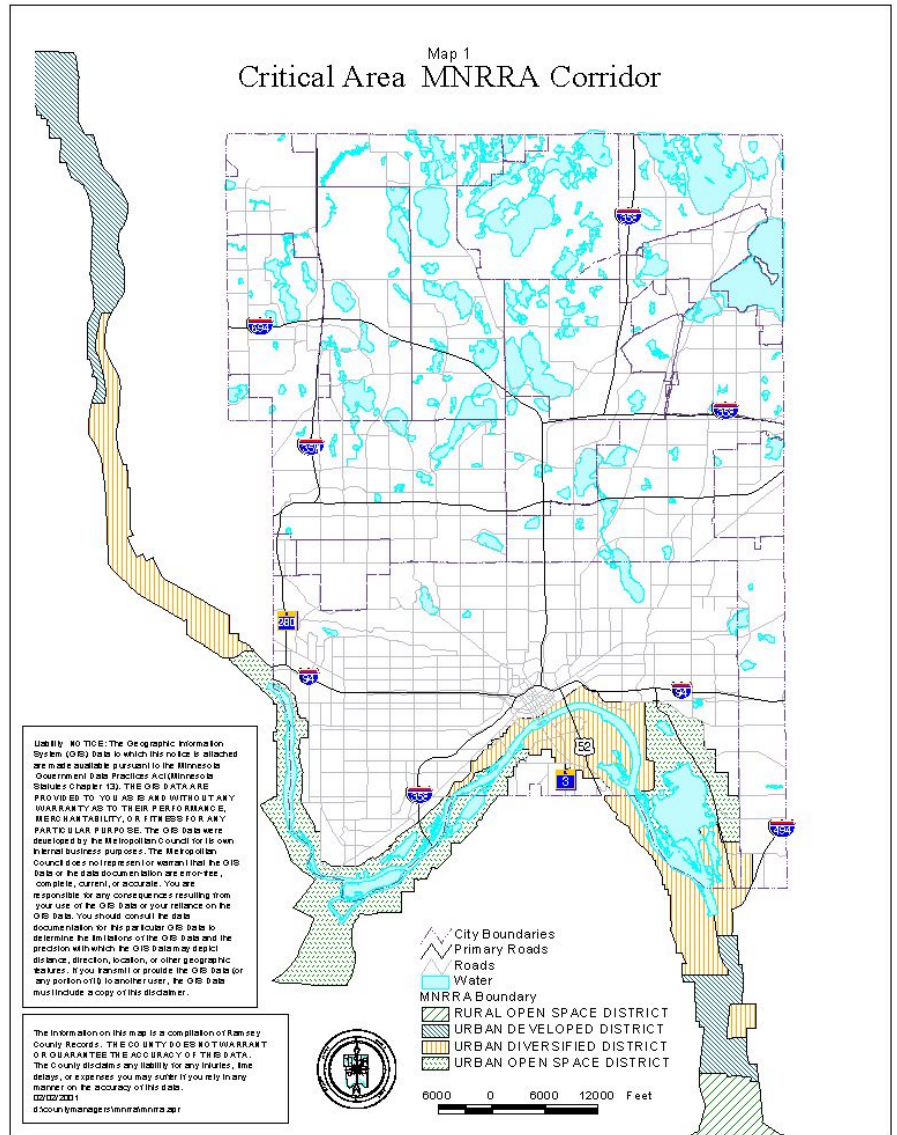 Map 1
Critical Area MNRRA Corridor
35E
694
35E
35W
280
94
94
52
3
35E
494
Liability NOTICE: The Geographic Information
System (GIS) Data to which this notice is attached
are made available pursuant to the Minnesota
Government Data Practices Act (Minnesota
Statutes Chapter 13). THE GIS DATA ARE
PROVIDED TO YOU AS IS AND WITHOUT ANY
WARRANTY AS TO THEIR PERFORMANCE,
MERCHANTABILITY, OR FITNESS FOR ANY
PARTICULAR PURPOSE. The GIS Data were
developed by the Metropolitan Council for its own
internal business purposes. The Metropolitan
Council does not represent or warrant that the GIS
Data or the data documentation are error-free,
complete, current, or accurate. You are
responsible for any consequences resulting from
your use of the GIS Data or your reliance on the
GIS Data. You should consult the data
documentation for this particular GIS Data to
determine the limitations of the GIS Data and the
precision with which the GIS Data may depict
distance, direction, location, or other geographic
features. If you transmit or provide the GIS Data (or
any portion of it) to another user, the GIS Data
must include a copy of this disclaimer.
City Boundaries
Primary Roads
Roads
Water
MNRRA Boundary
RURAL OPEN SPACE DISTRICT
URBAN DEVELOPED DISTRICT
URBAN DIVERSIFIED DISTRICT
URBAN OPEN SPACE DISTRICT
The information on this map is a compilation of Ramsey
County Records. THE COUNTY DOES NOT WARRANT
OR GUARANTEE THE ACCURACY OF THIS DATA.
The County disclaims any liability for any injuries, time
delays, or expenses you may suffer if you rely in any
manner on the accuracy of this data.
02/02/2001
d:\countymanagers\mnrra\mnrra.apr
6000 0 6000 12000 Feet